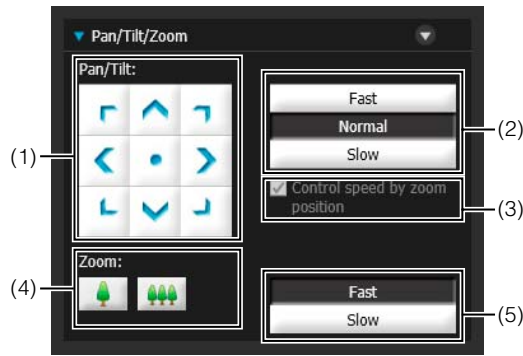 Pan/Tilt/Zoom
Pan/Tilt:
(1)
Fast
Normal
Slow
(2)
Control speed by zoom
position
(3)
Zoom:
(4)
Fast
Slow
(5)